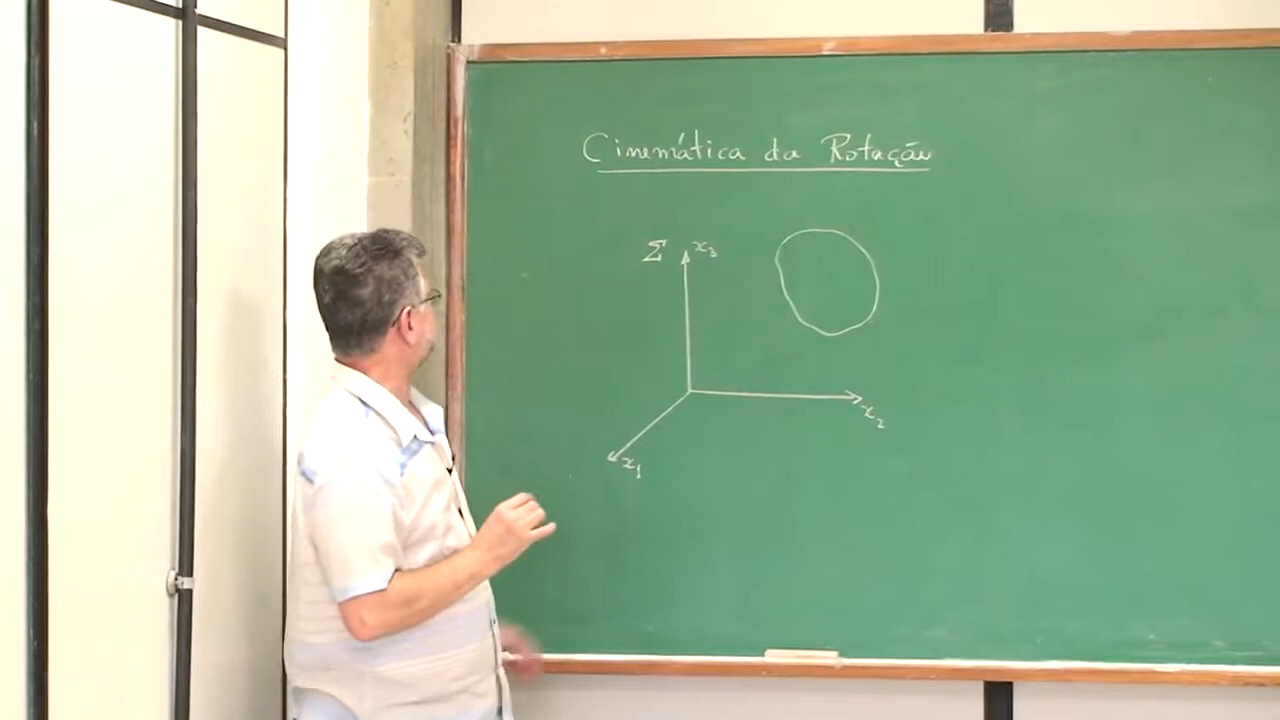 Cinemática da Rotação
Σ x₃
x₂
x₁